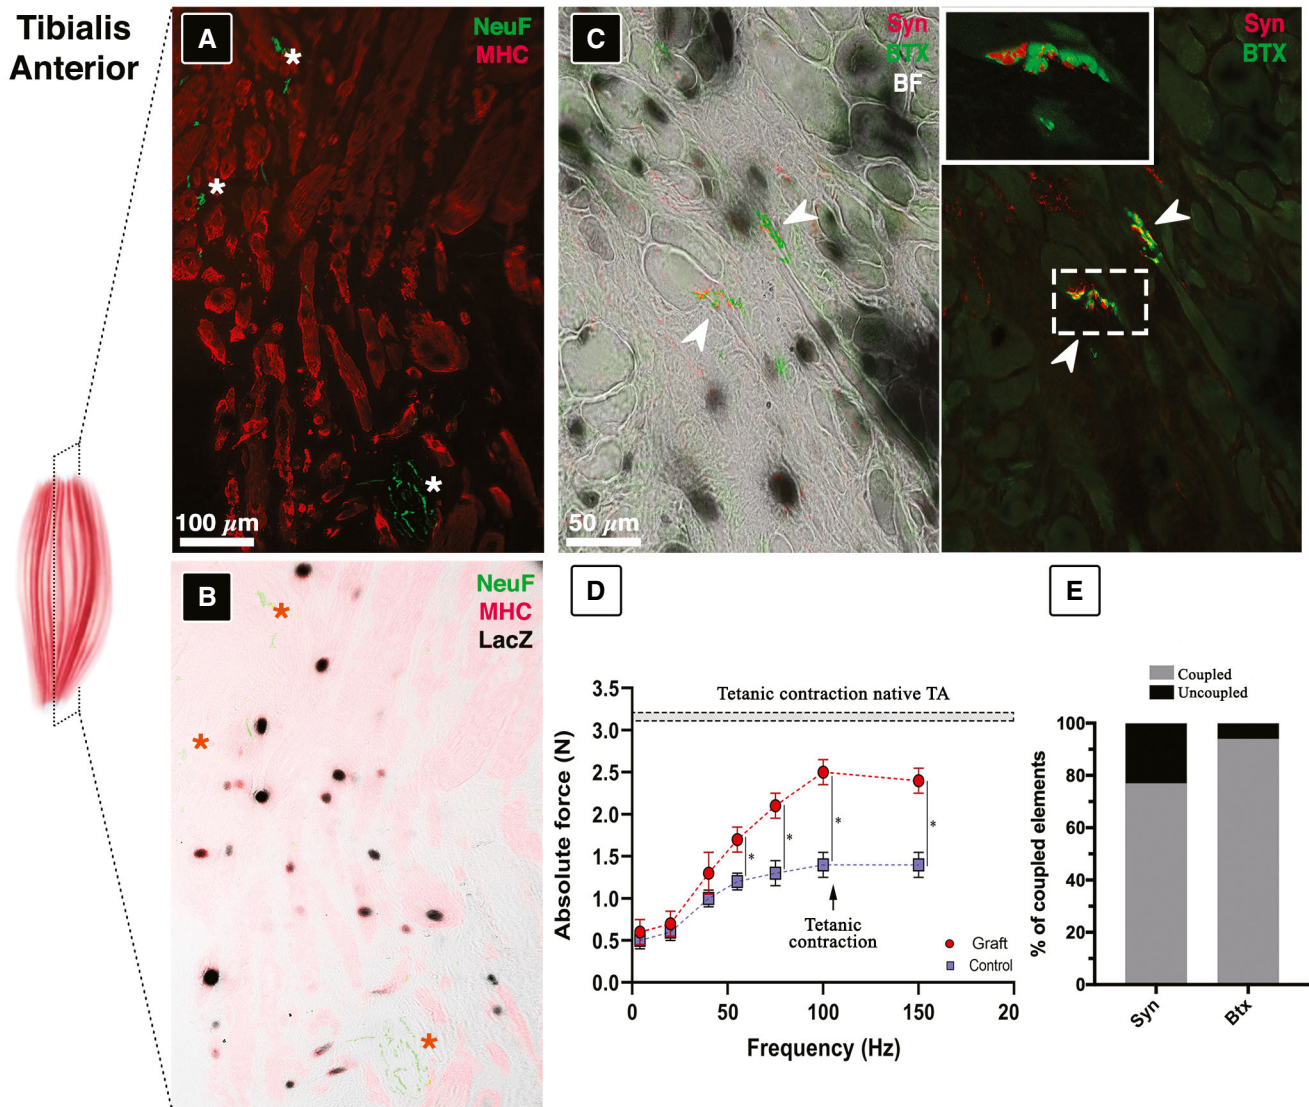 Tibialis
Anterior
A
NeuF
MHC
*
*
*
100 µm
B
NeuF
MHC
LacZ
*
*
*
C
Syn
BTX
BF
50 µm
Syn
BTX
D
Absolute force (N)
3.5
3.0
2.5
2.0
1.5
1.0
0.5
0.0
Tetanic contraction native TA
*
*
*
*
Tetanic
contraction
Graft
Control
0
50
100
150
20
Frequency (Hz)
E
Coupled
Uncoupled
% of coupled elements
100
80
60
40
20
0
Syn
Btx